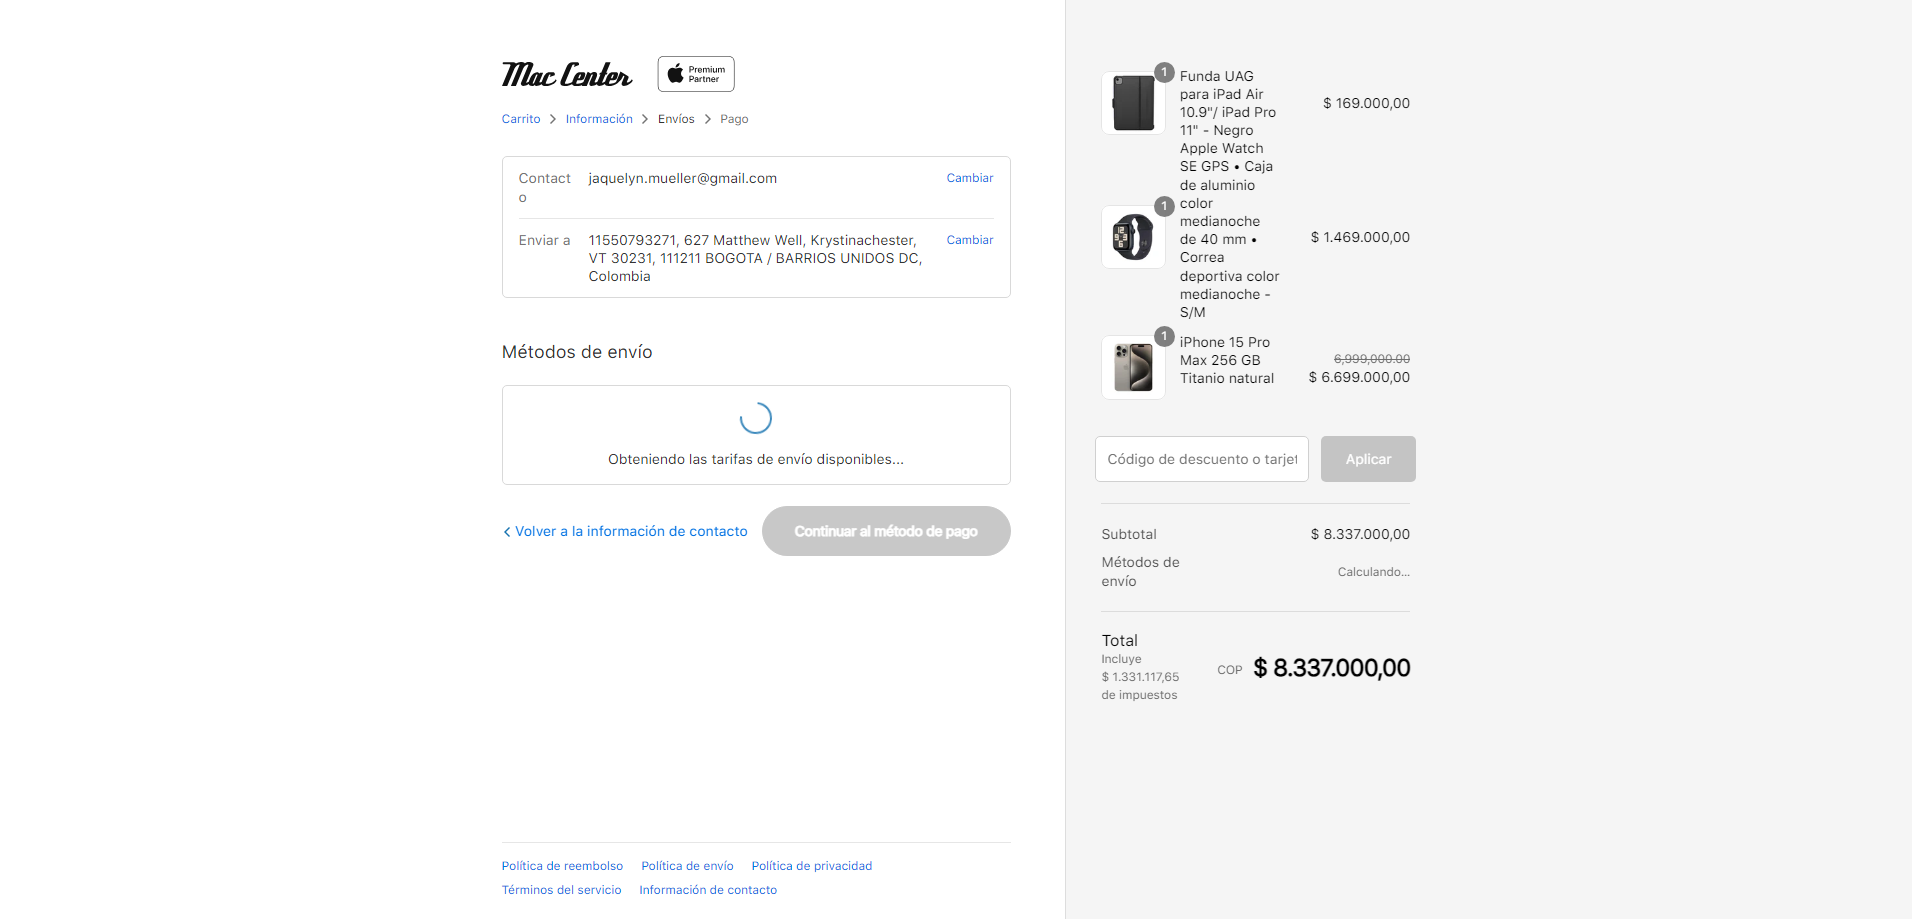 Mac Center
Premium
Partner
Carrito
Información
Envíos
Pago
Contact
o
jaquelyn.mueller@gmail.com
Cambiar
Enviar a
11550793271, 627 Matthew Well, Krystinachester,
VT 30231, 111211 BOGOTA / BARRIOS UNIDOS DC,
Colombia
Cambiar
Métodos de envío
Obteniendo las tarifas de envío disponibles...
Volver a la información de contacto
Continuar al método de pago
Política de reembolso
Política de envío
Política de privacidad
Términos del servicio
Información de contacto
1
Funda UAG
para iPad Air
10.9"/ iPad Pro
11" - Negro
$ 169.000,00
1
Apple Watch
SE GPS • Caja
de aluminio
color
medianoche
de 40 mm •
Correa
deportiva color
medianoche -
S/M
$ 1.469.000,00
1
iPhone 15 Pro
Max 256 GB
Titanio natural
6,999,000.00
$ 6.699.000,00
Código de descuento o tarjet
Aplicar
Subtotal
$ 8.337.000,00
Métodos de
envío
Calculando...
Total
Incluye
$ 1.331.117,65
de impuestos
COP
$ 8.337.000,00